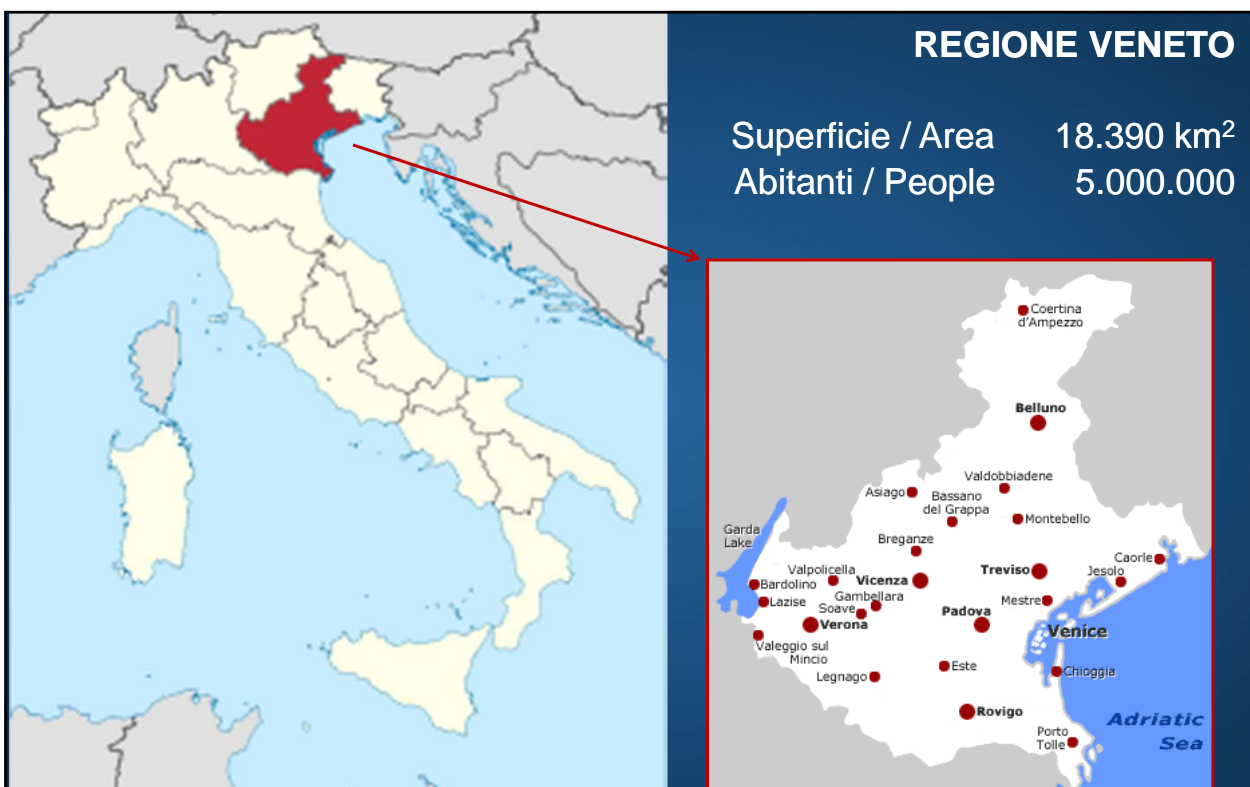 REGIONE VENETO
Superficie / Area 18.390 km²
Abitanti / People 5.000.000
Coertina
d'Ampezzo
Belluno
Valdobbiadene
Asiago
Bassano
del Grappa
Montebello
Garda
Lake
Breganze
Caorle
Valpolicella
Vicenza
Treviso
Jesolo
Bardolino
Gambellara
Lazise
Soave
Mestre
Padova
Verona
Venice
Valeggio sul
Mincio
Este
Legnago
Chioggia
Rovigo
Adriatic
Sea
Porto
Tolle